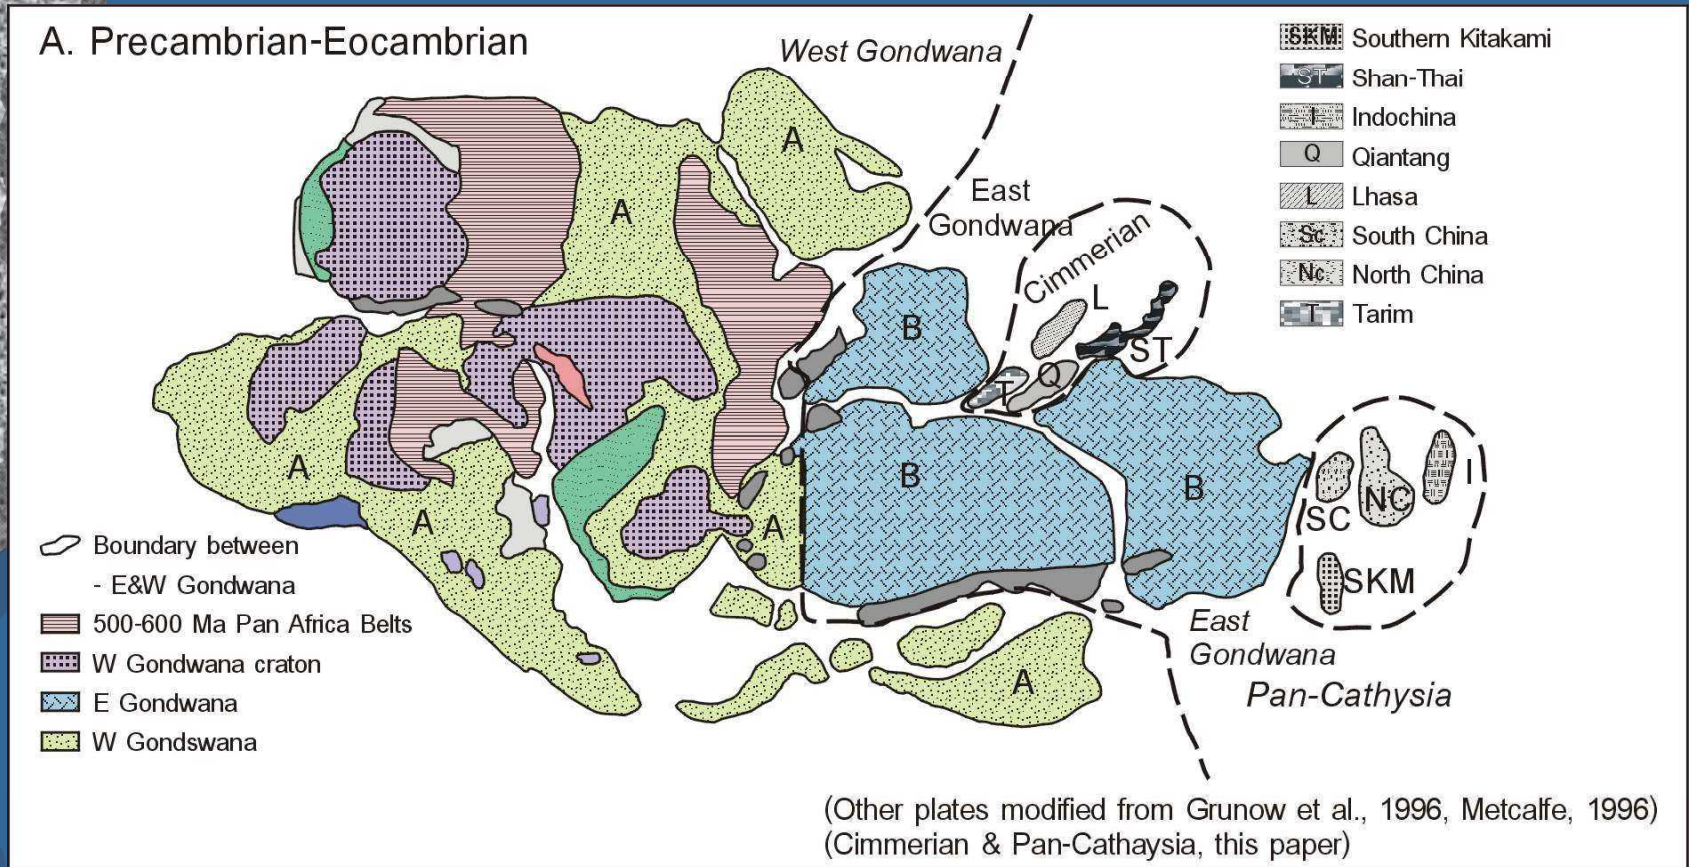 A. Precambrian-Eocambrian
West Gondwana
East
Gondwana
Cimmerian
A
A
A
A
A
A
B
B
B
L
ST
Q
T
SC
NC
I
SKM
East
Gondwana
Pan-Cathysia
SKM Southern Kitakami
ST Shan-Thai
I Indochina
Q Qiantang
L Lhasa
Sc South China
Nc North China
T Tarim
Boundary between
- E&W Gondwana
500-600 Ma Pan Africa Belts
W Gondwana craton
E Gondwana
W Gondswana
(Other plates modified from Grunow et al., 1996, Metcalfe, 1996)
(Cimmerian & Pan-Cathaysia, this paper)